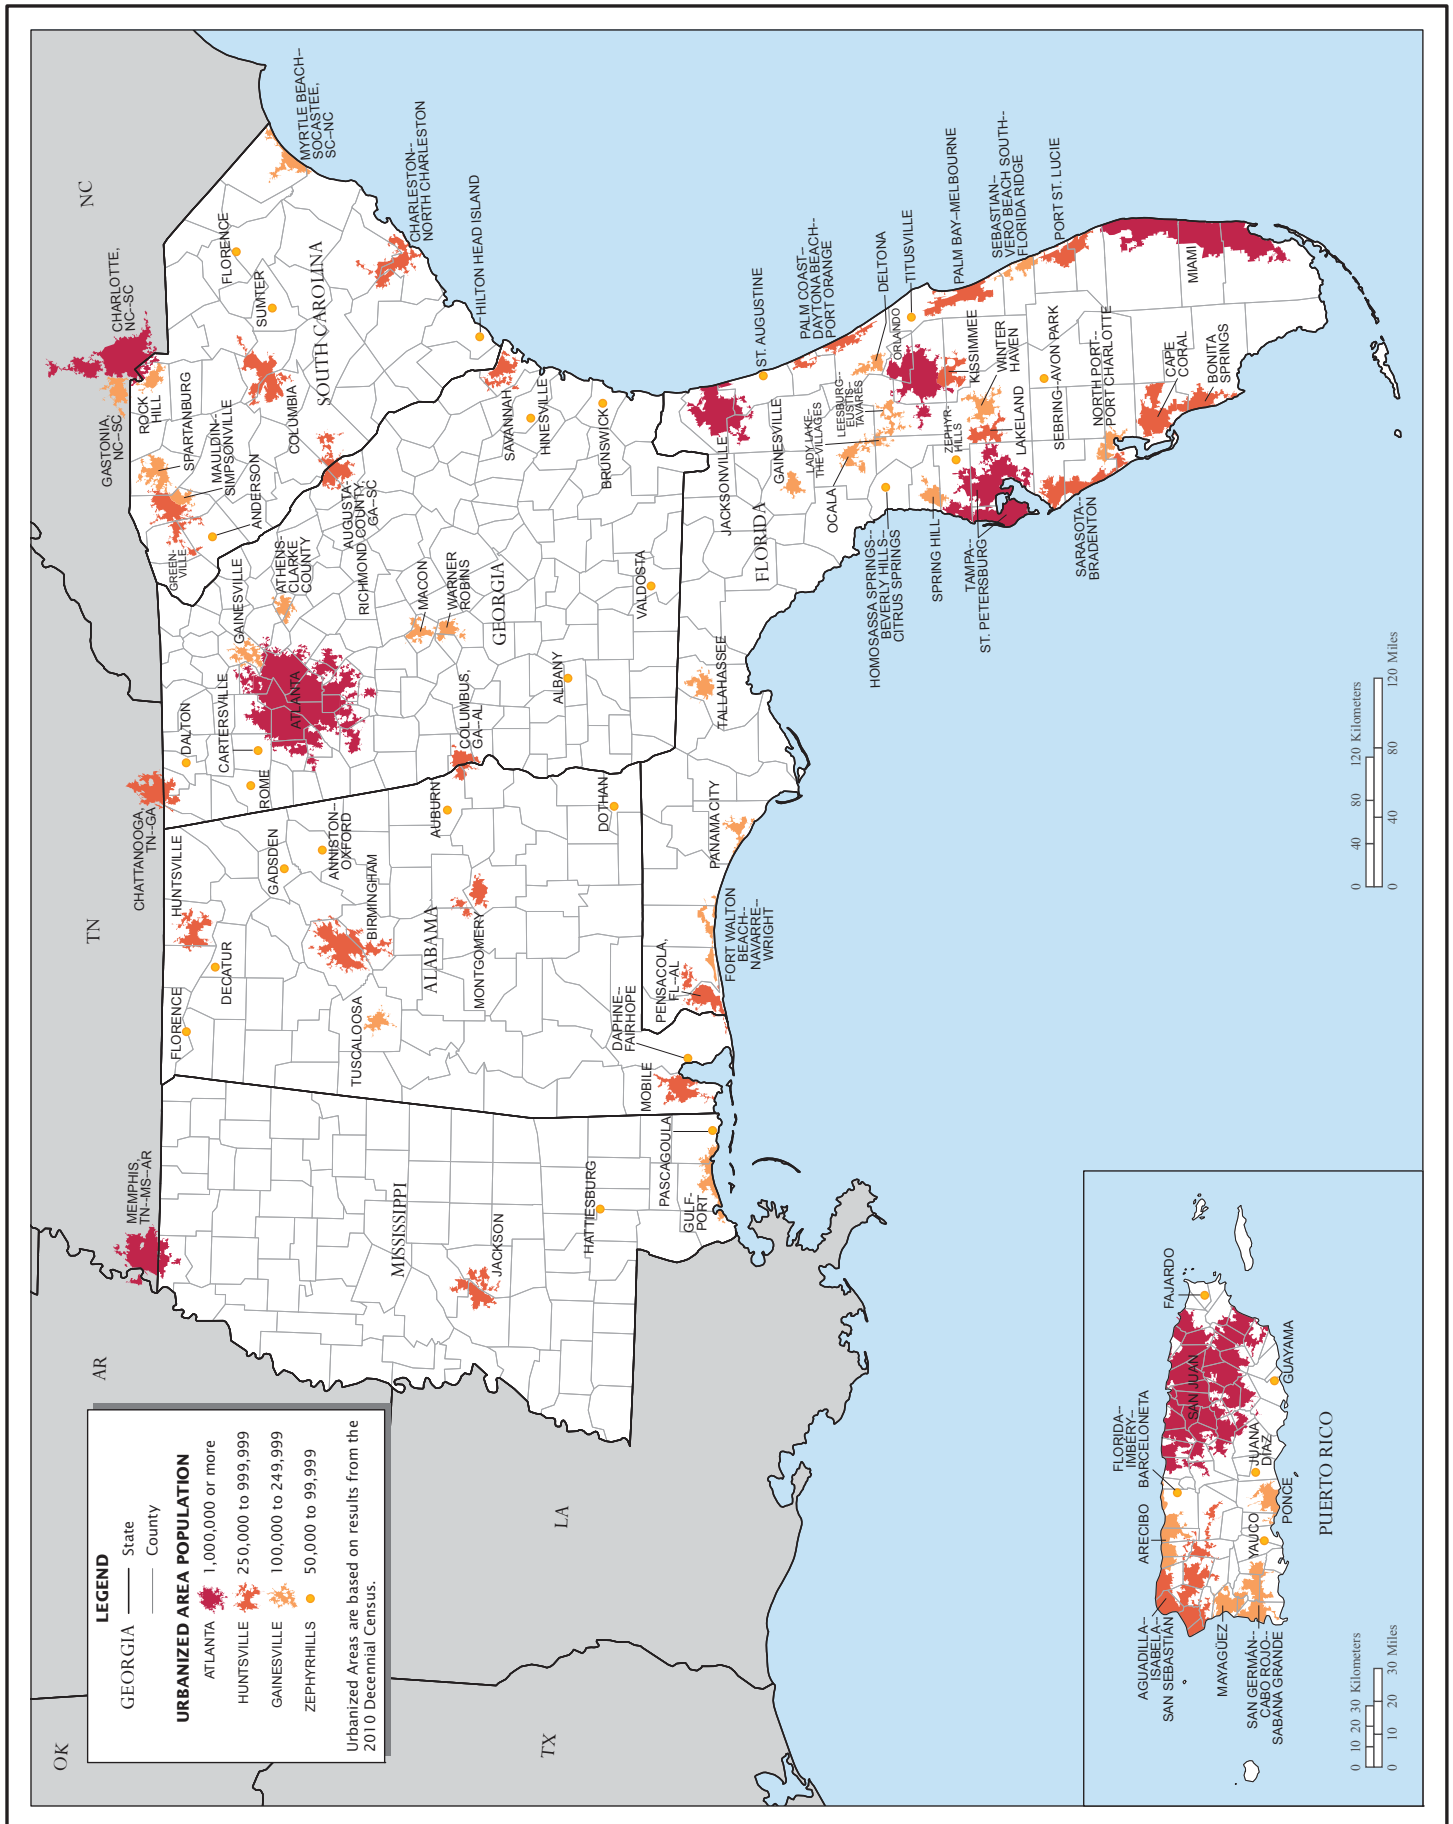 LEGEND
GEORGIA
State
County
URBANIZED AREA POPULATION
ATLANTA
1,000,000 or more
HUNTSVILLE
250,000 to 999,999
GAINESVILLE
100,000 to 249,999
ZEPHYRHILLS
50,000 to 99,999
Urbanized Areas are based on results from the
2010 Decennial Census.
OK
TX
AR
LA
TN
NC
MEMPHIS,
TN--MS--AR
MISSISSIPPI
JACKSON
HATTIESBURG
GULF-
PORT
PASCAGOULA
FLORENCE
DECATUR
HUNTSVILLE
GADSDEN
ANNISTON--
OXFORD
BIRMINGHAM
TUSCALOOSA
ALABAMA
MONTGOMERY
AUBURN
DOTHAN
MOBILE
DAPHNE--
FAIRHOPE
CHATTANOOGA,
TN--GA
DALTON
CARTERSVILLE
ROME
ATLANTA
GAINESVILLE
ATHENS-
CLARKE
COUNTY
AUGUSTA-
RICHMOND COUNTY,
GA--SC
MACON
WARNER
ROBINS
GEORGIA
COLUMBUS,
GA--AL
ALBANY
VALDOSTA
SAVANNAH
HINESVILLE
BRUNSWICK
GREEN-
VILLE
ANDERSON
MAULDIN--
SIMPSONVILLE
SPARTANBURG
GASTONIA,
NC--SC
ROCK
HILL
CHARLOTTE,
NC--SC
COLUMBIA
SUMTER
FLORENCE
SOUTH CAROLINA
MYRTLE BEACH--
SOCASTEE,
SC--NC
CHARLESTON--
NORTH CHARLESTON
HILTON HEAD ISLAND
PENSACOLA,
FL--AL
FORT WALTON
BEACH--
NAVARRE--
WRIGHT
PANAMA CITY
TALLAHASSEE
FLORIDA
JACKSONVILLE
ST. AUGUSTINE
GAINESVILLE
PALM COAST--
DAYTONA BEACH--
PORT ORANGE
OCALA
LADY LAKE--
THE VILLAGES
LEESBURG--
EUSTIS--
TAVARES
DELTONA
ORLANDO
TITUSVILLE
HOMOSASSA SPRINGS--
BEVERLY HILLS--
CITRUS SPRINGS
SPRING HILL
ZEPHYR-
HILLS
KISSIMMEE
PALM BAY--MELBOURNE
TAMPA--
ST. PETERSBURG
LAKELAND
WINTER
HAVEN
SEBASTIAN--
VERO BEACH SOUTH--
FLORIDA RIDGE
SEBRING--AVON PARK
PORT ST. LUCIE
SARASOTA--
BRADENTON
NORTH PORT--
PORT CHARLOTTE
CAPE
CORAL
BONITA
SPRINGS
MIAMI
0 40 80 120 Kilometers
0 40 80 120 Miles
AGUADILLA--
ISABELA--
SAN SEBASTIÁN
ARECIBO
FLORIDA--
IMBÉRY--
BARCELONETA
SAN JUAN
FAJARDO
MAYAGÜEZ
SAN GERMÁN--
CABO ROJO--
SABANA GRANDE
YAUCO
PONCE
JUANA
DÍAZ
GUAYAMA
PUERTO RICO
0 10 20 30 Kilometers
0 10 20 30 Miles